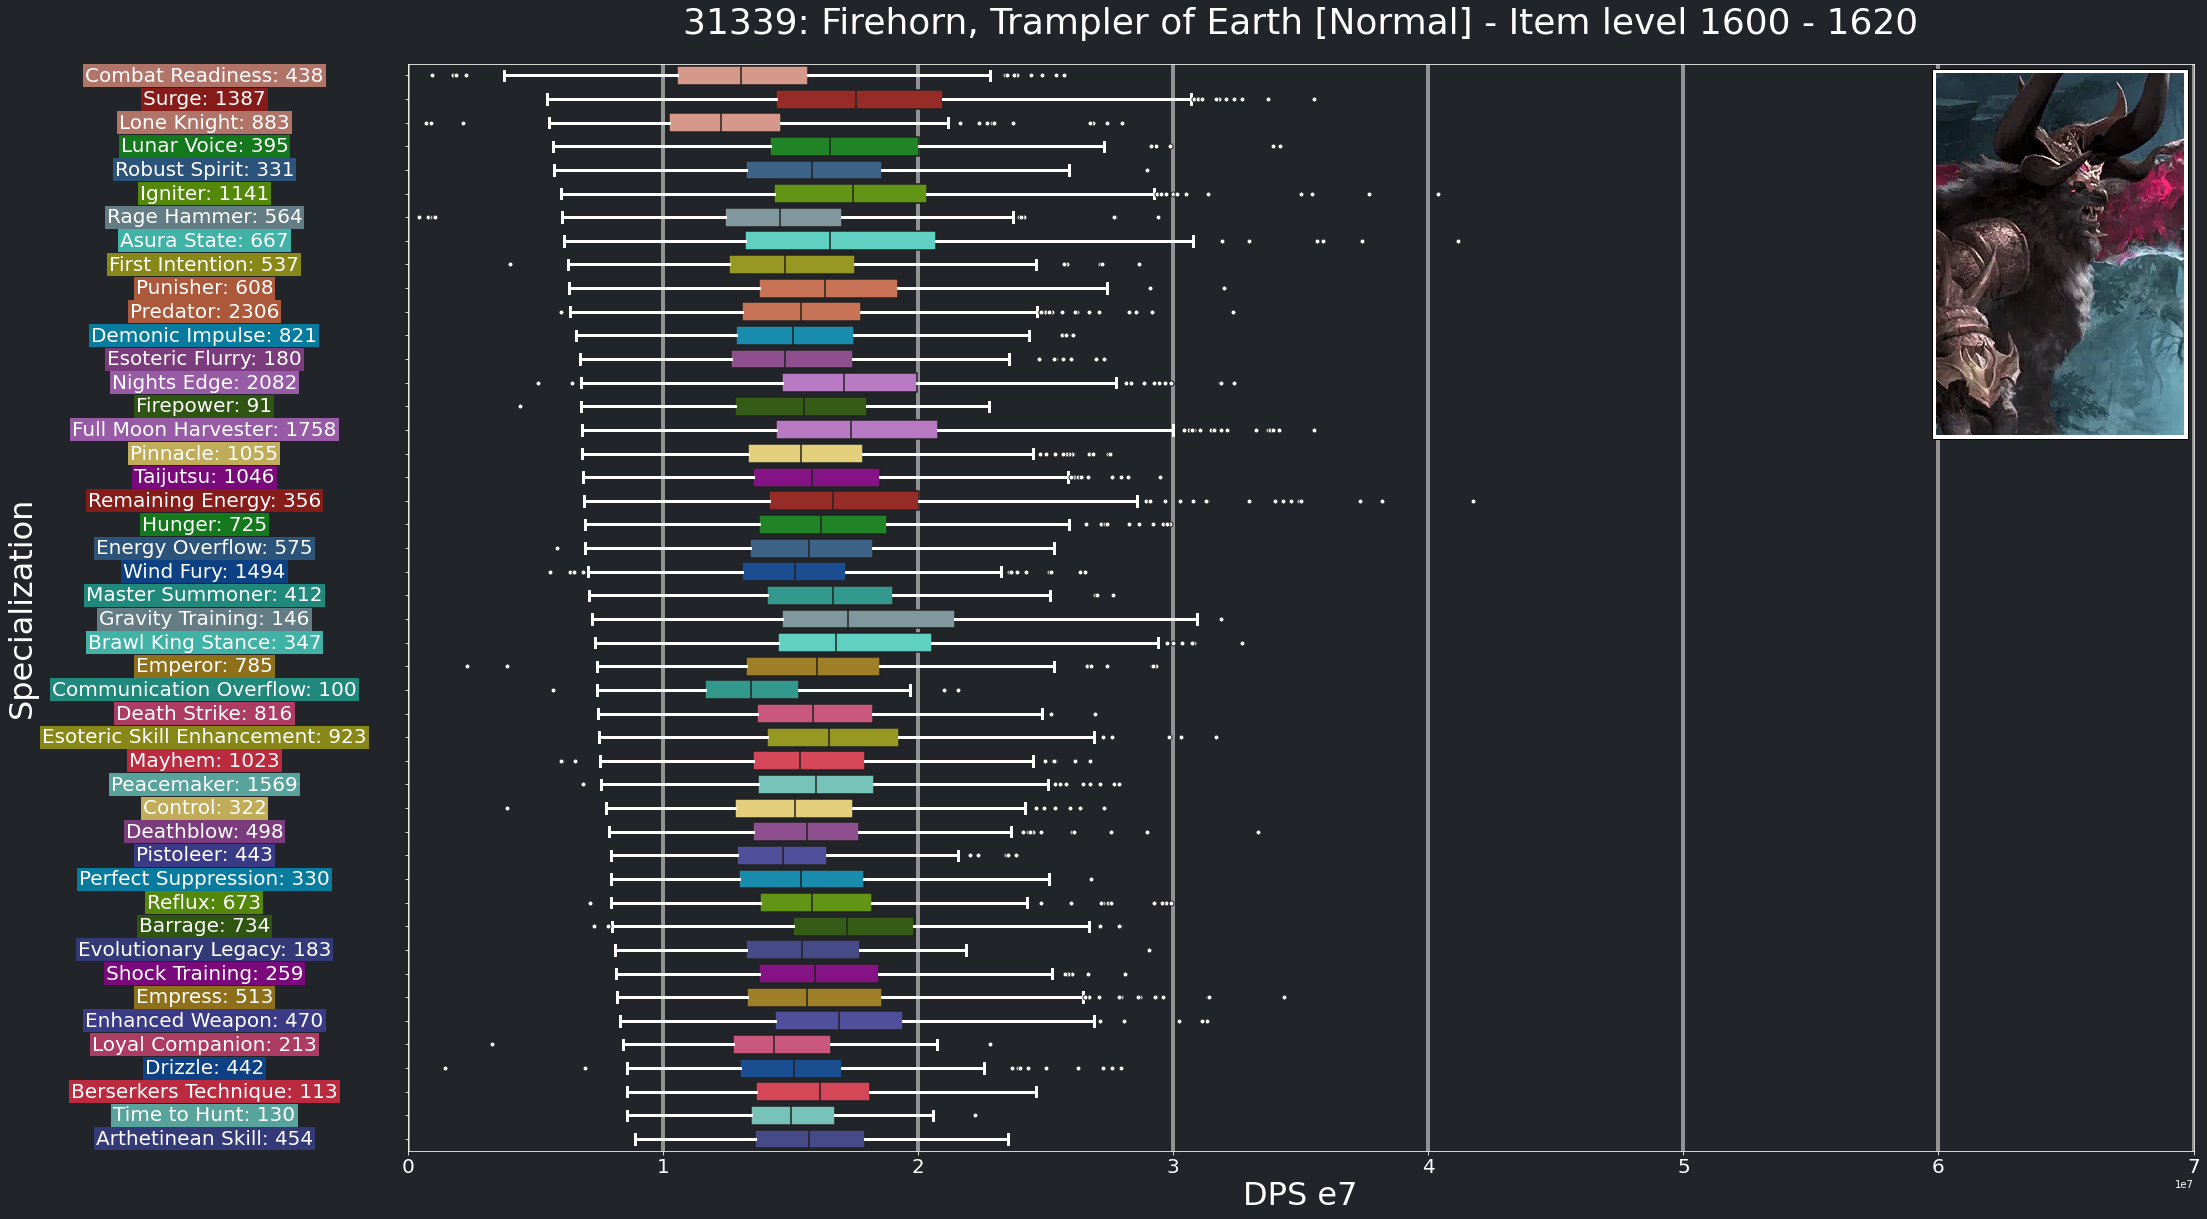 31339: Firehorn, Trampler of Earth [Normal] - Item level 1600 - 1620
Combat Readiness: 438
Surge: 1387
Lone Knight: 883
Lunar Voice: 395
Robust Spirit: 331
Igniter: 1141
Rage Hammer: 564
Asura State: 667
First Intention: 537
Punisher: 608
Predator: 2306
Demonic Impulse: 821
Esoteric Flurry: 180
Nights Edge: 2082
Firepower: 91
Full Moon Harvester: 1758
Pinnacle: 1055
Taijutsu: 1046
Remaining Energy: 356
Hunger: 725
Energy Overflow: 575
Wind Fury: 1494
Master Summoner: 412
Gravity Training: 146
Brawl King Stance: 347
Emperor: 785
Communication Overflow: 100
Death Strike: 816
Esoteric Skill Enhancement: 923
Mayhem: 1023
Peacemaker: 1569
Control: 322
Deathblow: 498
Pistoleer: 443
Perfect Suppression: 330
Reflux: 673
Barrage: 734
Evolutionary Legacy: 183
Shock Training: 259
Empress: 513
Enhanced Weapon: 470
Loyal Companion: 213
Drizzle: 442
Berserkers Technique: 113
Time to Hunt: 130
Arthetinean Skill: 454
Specialization
0 1 2 3 4 5 6 7
1e7
DPS e7